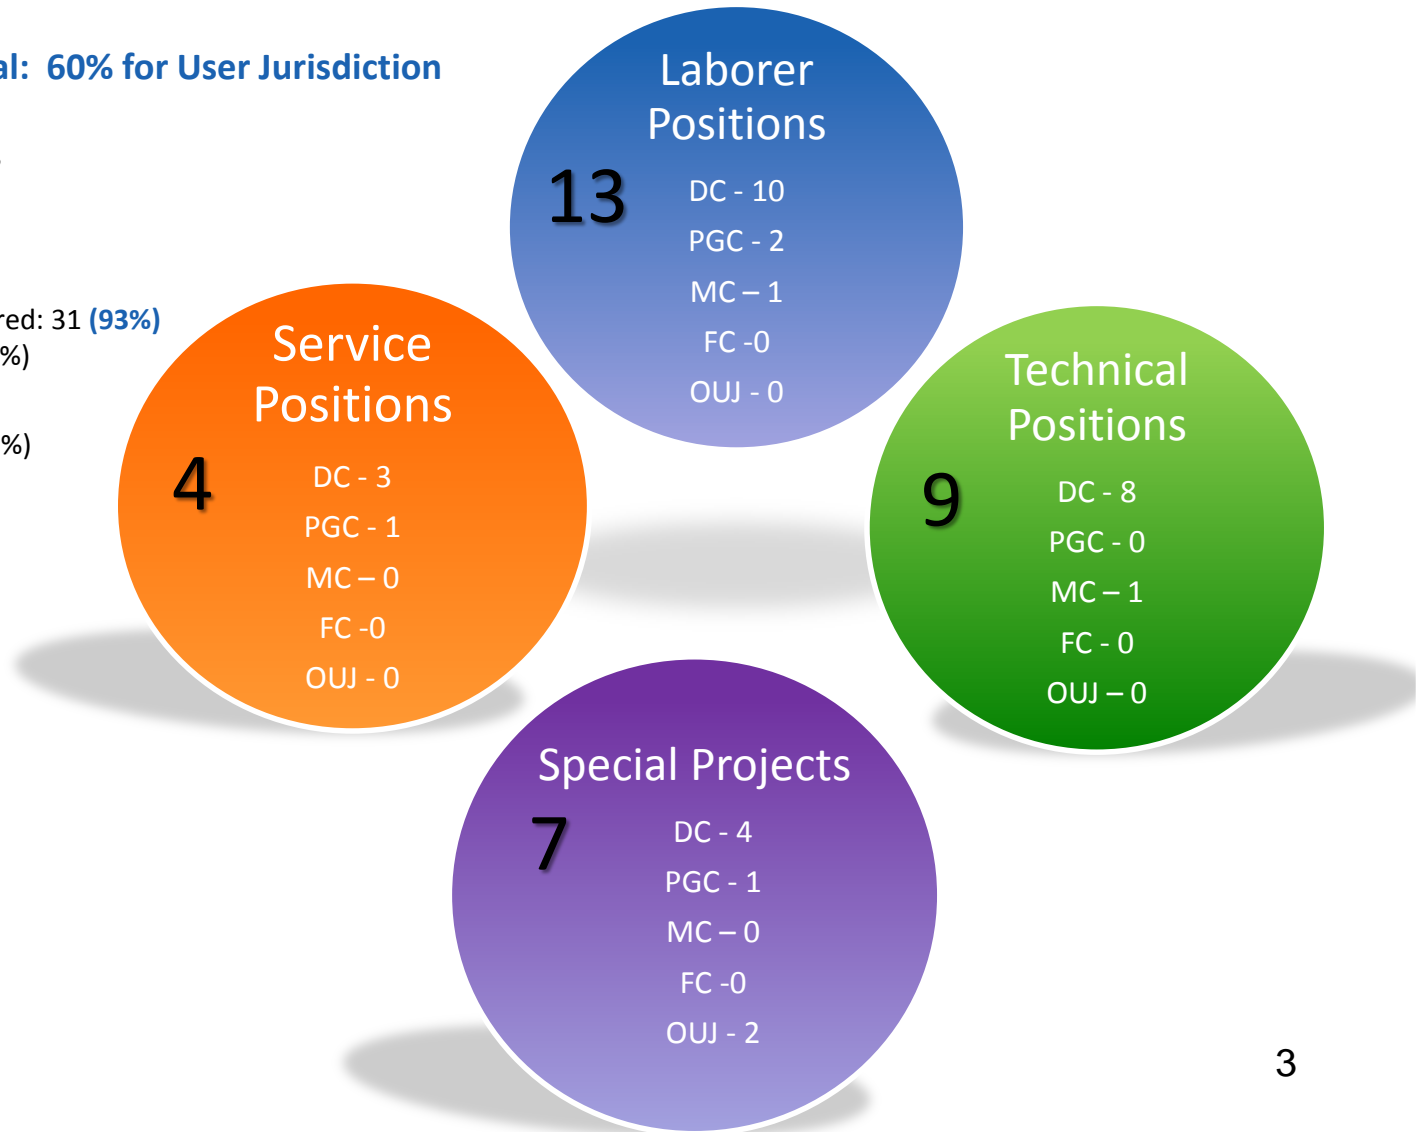 al: 60% for User Jurisdiction
red: 31 (93%)
%)
%)
Laborer
Positions
13
DC - 10
PGC - 2
MC – 1
FC -0
OUJ - 0
Service
Positions
4
DC - 3
PGC - 1
MC – 0
FC -0
OUJ - 0
Technical
Positions
9
DC - 8
PGC - 0
MC – 1
FC - 0
OUJ – 0
Special Projects
7
DC - 4
PGC - 1
MC – 0
FC -0
OUJ - 2
3